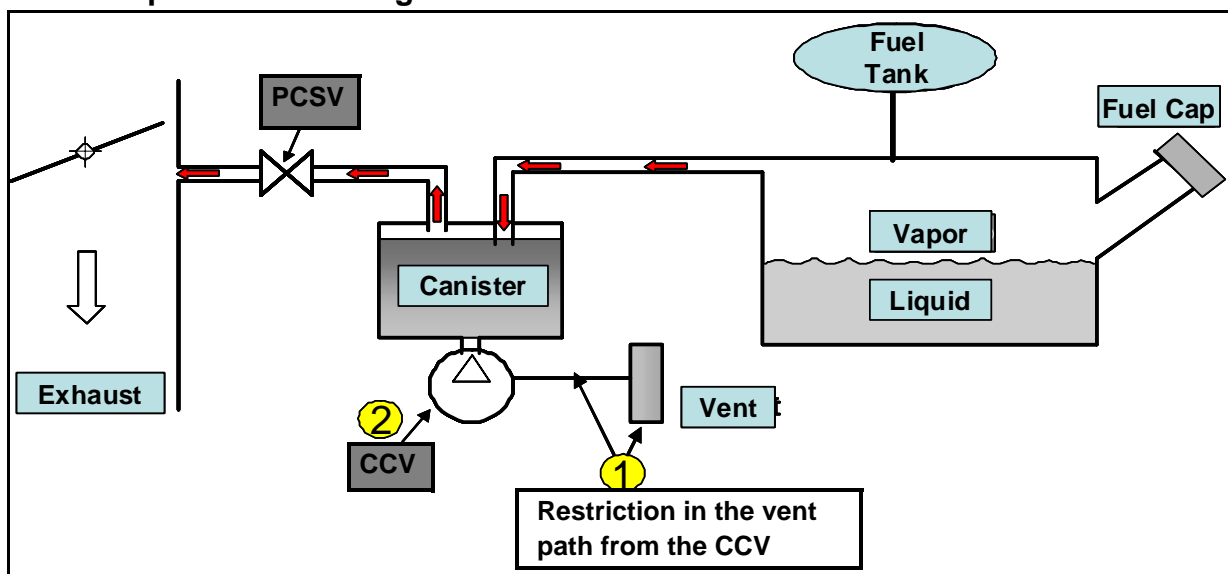 Fuel
Tank
PCSV
Fuel Cap
Vapor
Canister
Liquid
Exhaust
Vent
2
CCV
1
Restriction in the vent
path from the CCV